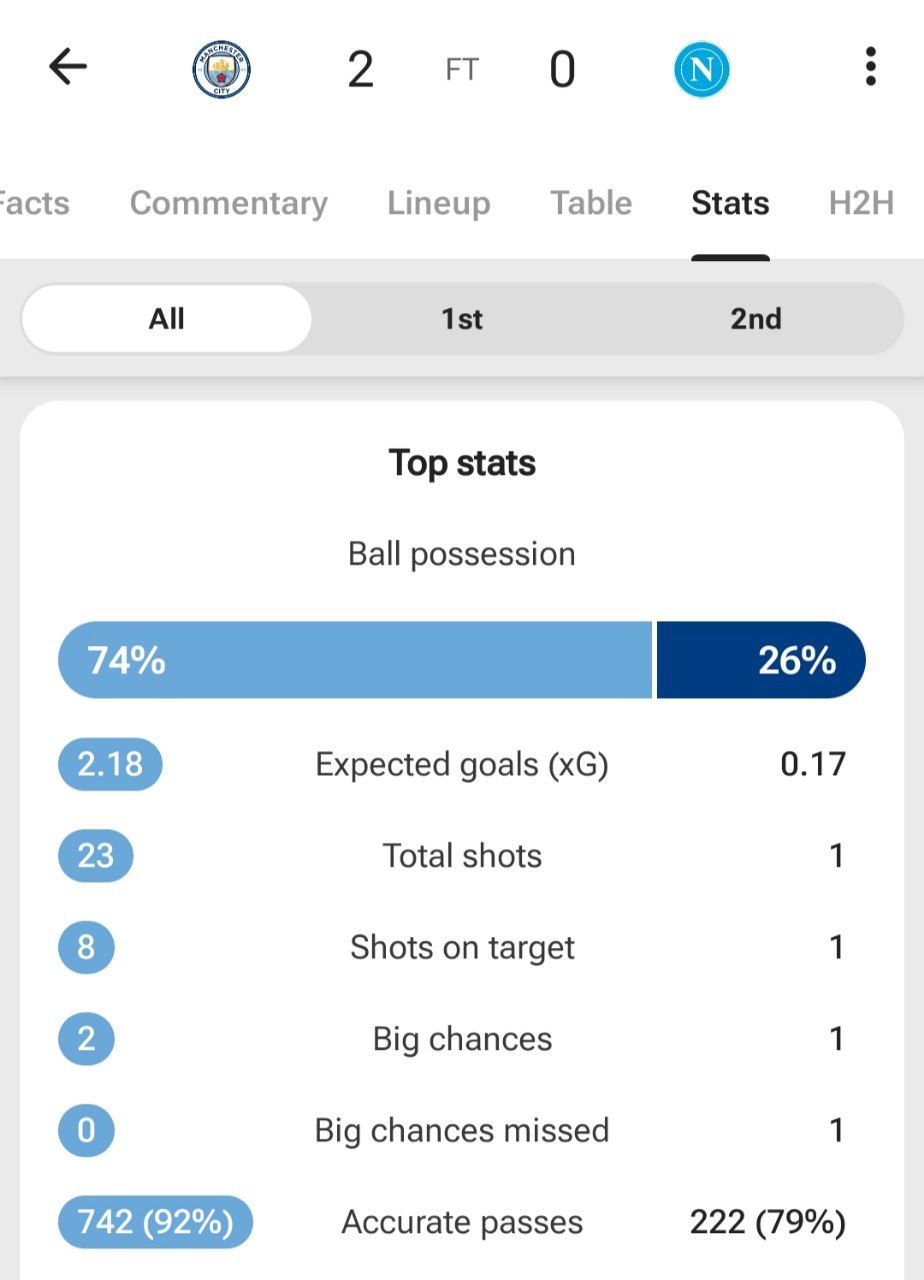 MANCHESTER CITY 2 FT 0 N
Facts Commentary Lineup Table Stats H2H
All 1st 2nd
Top stats
Ball possession
74% 26%
2.18 Expected goals (xG) 0.17
23 Total shots 1
8 Shots on target 1
2 Big chances 1
0 Big chances missed 1
742 (92%) Accurate passes 222 (79%)